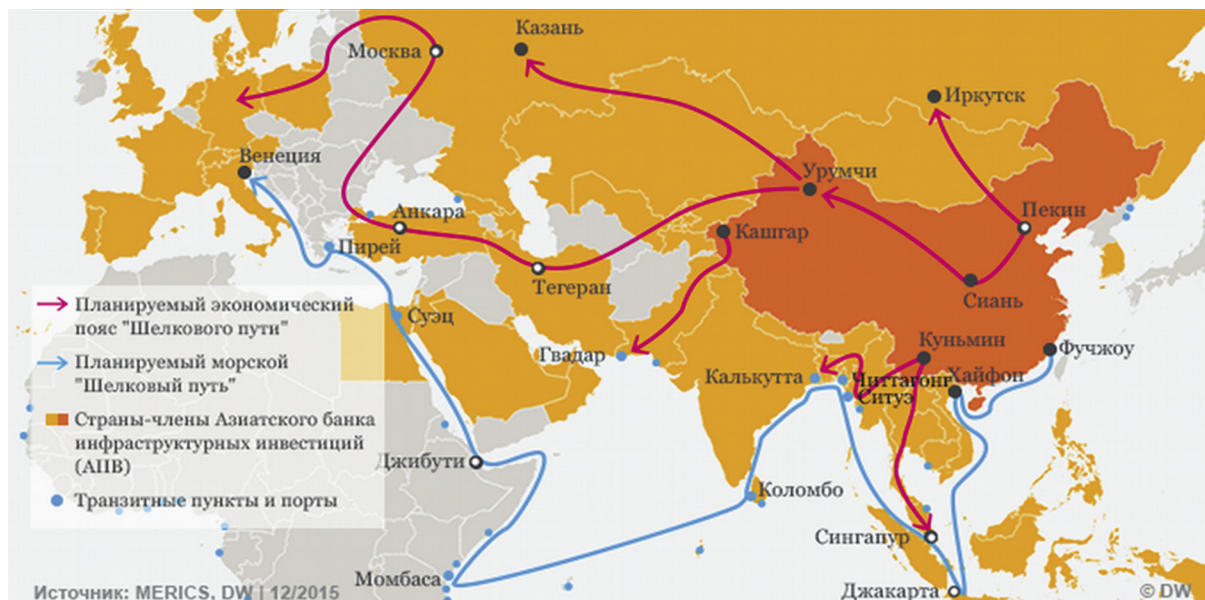 Казань
Москва
Иркутск
Венеция
Урумчи
Анкара
Пекин
Кашгар
Пирей
Тегеран
Сиань
Планируемый экономический
пояс "Шелкового пути"
Суэц
Куньмин
Фучжоу
Гвадар
Планируемый морской
"Шелковый путь"
Калькутта
Читтагонг
Хайфон
Ситуэ
Страны-члены Азиатского банка
инфраструктурных инвестиций
(АПВ)
Джибути
Транзитные пункты и порты
Коломбо
Сингапур
Момбаса
Джакарта
Источник: MERICS, DW | 12/2015
© DW